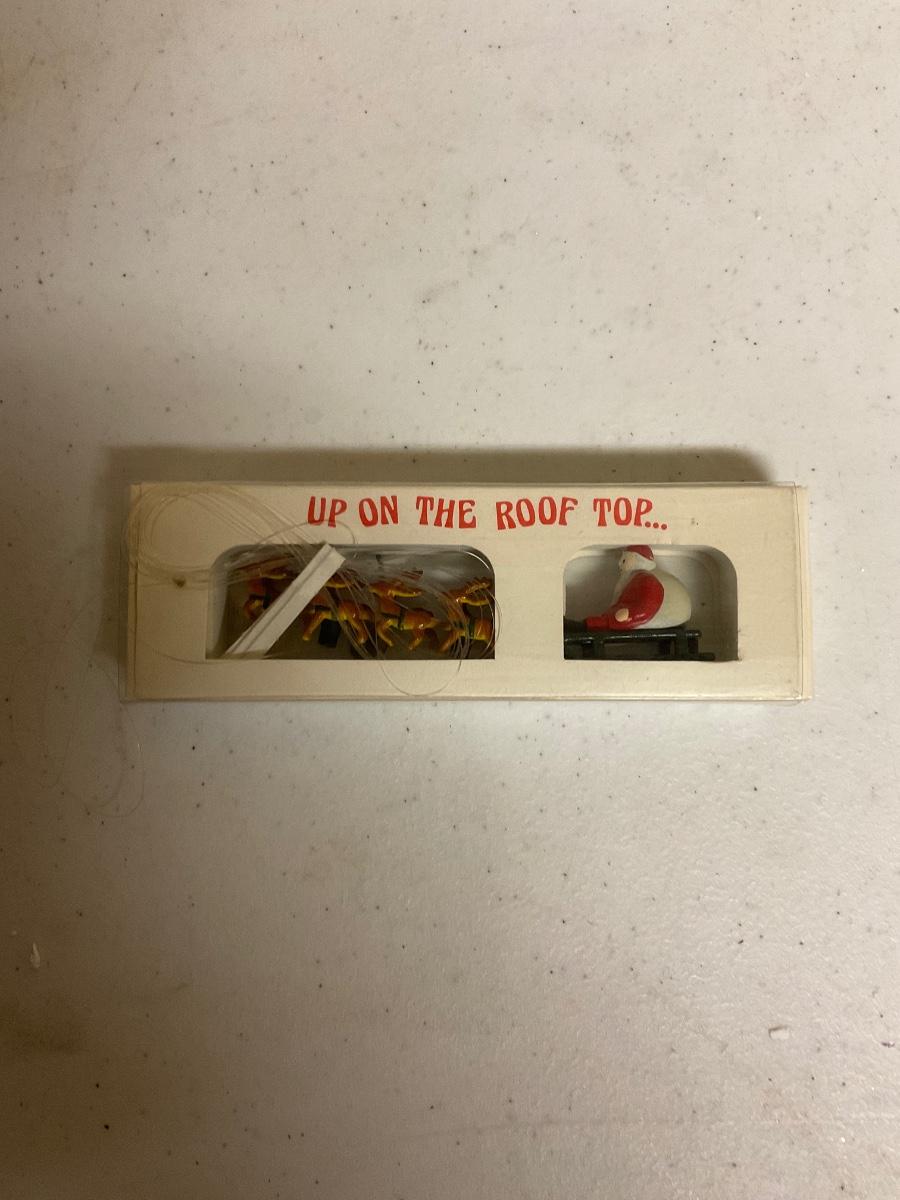 UP ON THE ROOF TOP...